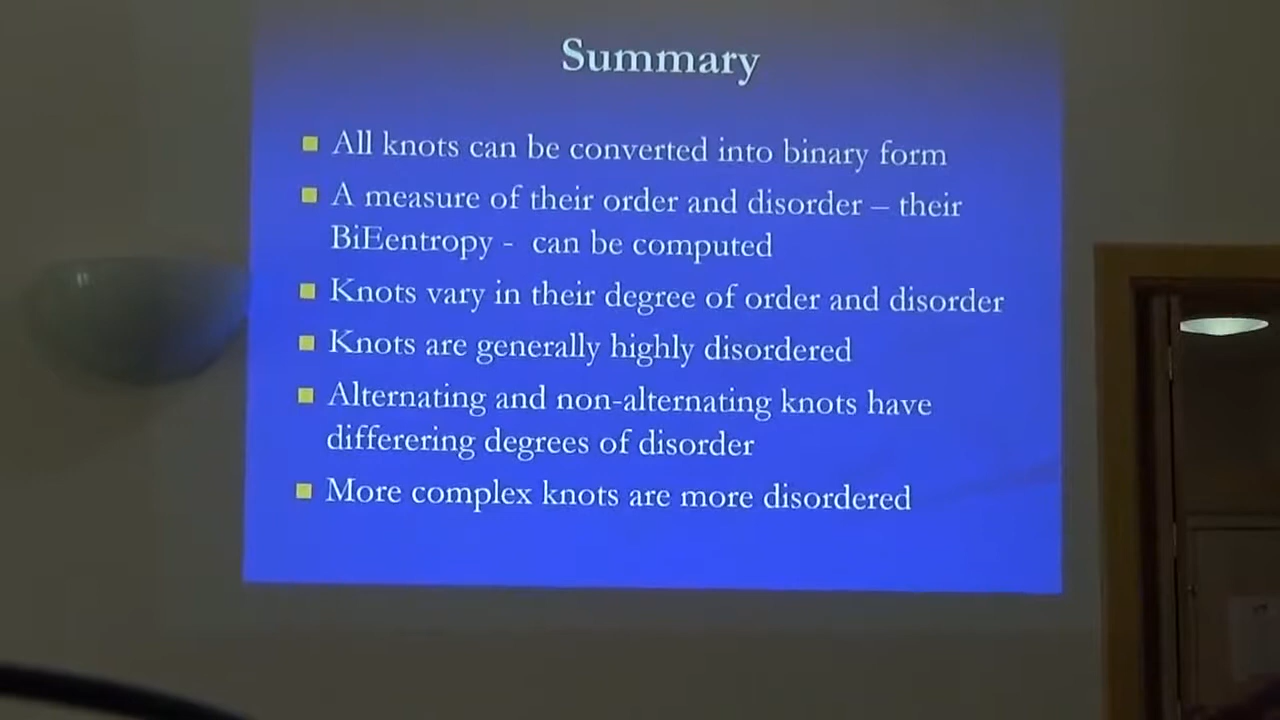 Summary
All knots can be converted into binary form
A measure of their order and disorder – their
BiEentropy - can be computed
Knots vary in their degree of order and disorder
Knots are generally highly disordered
Alternating and non-alternating knots have
differering degrees of disorder
More complex knots are more disordered